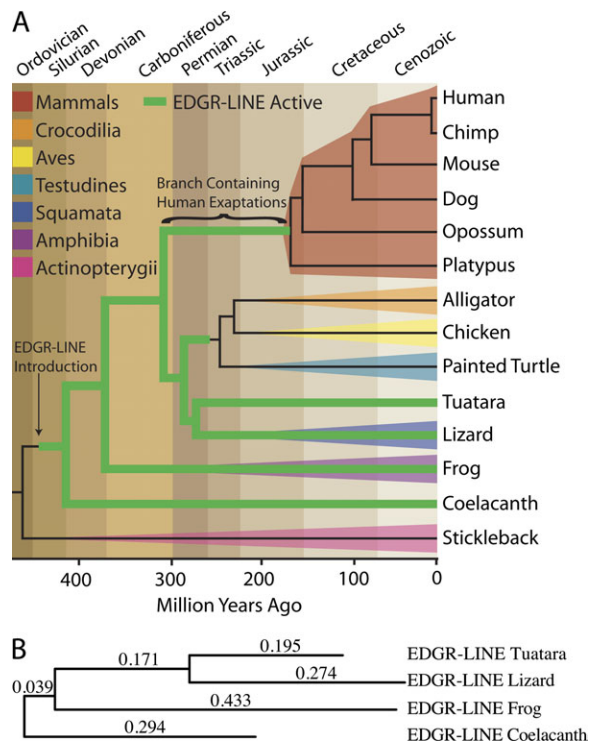 A
Ordovician
Silurian
Devonian
Carboniferous
Permian
Triassic
Jurassic
Cretaceous
Cenozoic
Mammals
Crocodilia
Aves
Testudines
Squamata
Amphibia
Actinopterygii
EDGR-LINE Active
Branch Containing
Human Exaptations
EDGR-LINE
Introduction
Human
Chimp
Mouse
Dog
Opossum
Platypus
Alligator
Chicken
Painted Turtle
Tuatara
Lizard
Frog
Coelacanth
Stickleback
400 300 200 100 0
Million Years Ago
B
0.195 EDGR-LINE Tuatara
0.171
0.274 EDGR-LINE Lizard
0.039
0.433 EDGR-LINE Frog
0.294 EDGR-LINE Coelacanth